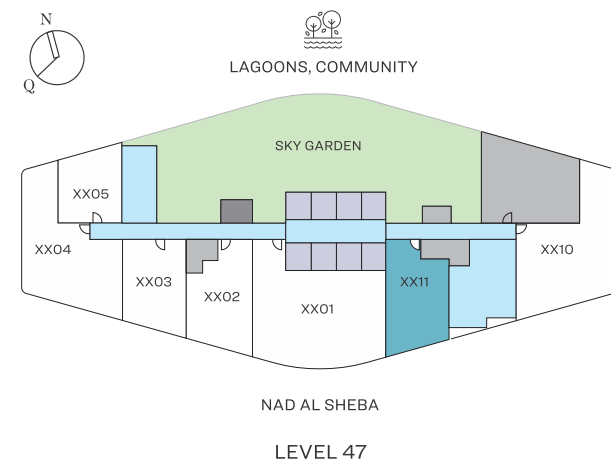 N
Q
LAGOONS, COMMUNITY
SKY GARDEN
XX05
XX04
XX03
XX02
XX01
XX11
XX10
NAD AL SHEBA
LEVEL 47